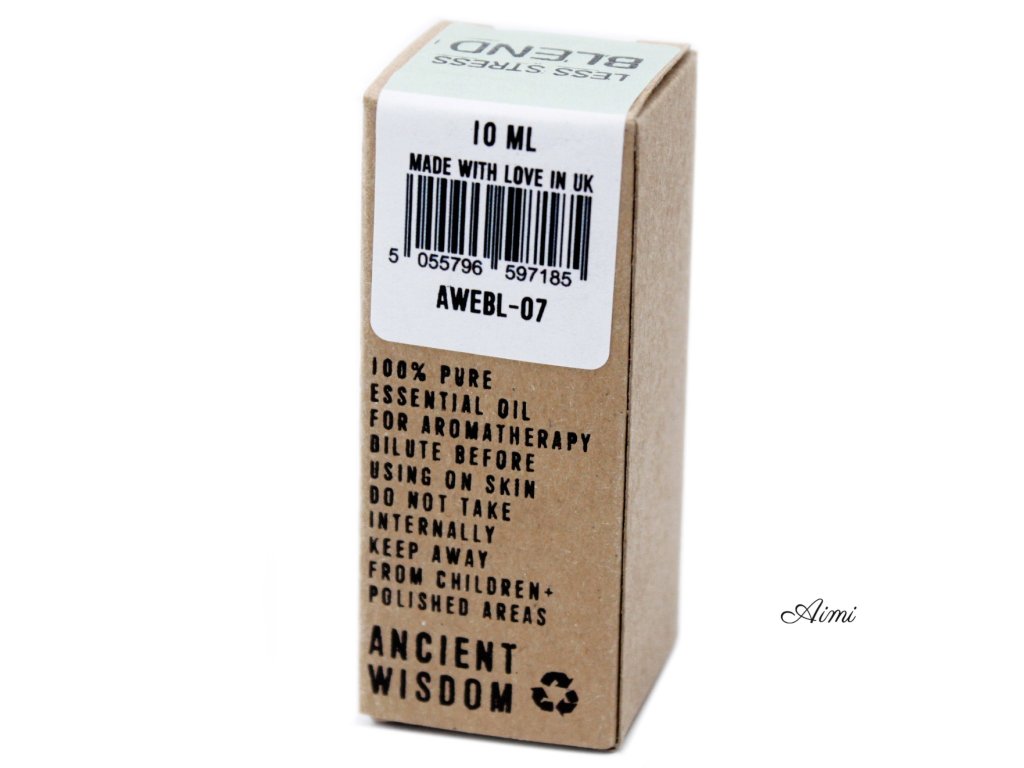 LESS STRESS
BLEND
10 ML
MADE WITH LOVE IN UK
5 055796 597185
AWEBL-07
100% PURE
ESSENTIAL OIL
FOR AROMATHERAPY
DILUTE BEFORE
USING ON SKIN
DO NOT TAKE
INTERNALLY
KEEP AWAY
FROM CHILDREN+
POLISHED AREAS
ANCIENT
WISDOM
Aimi